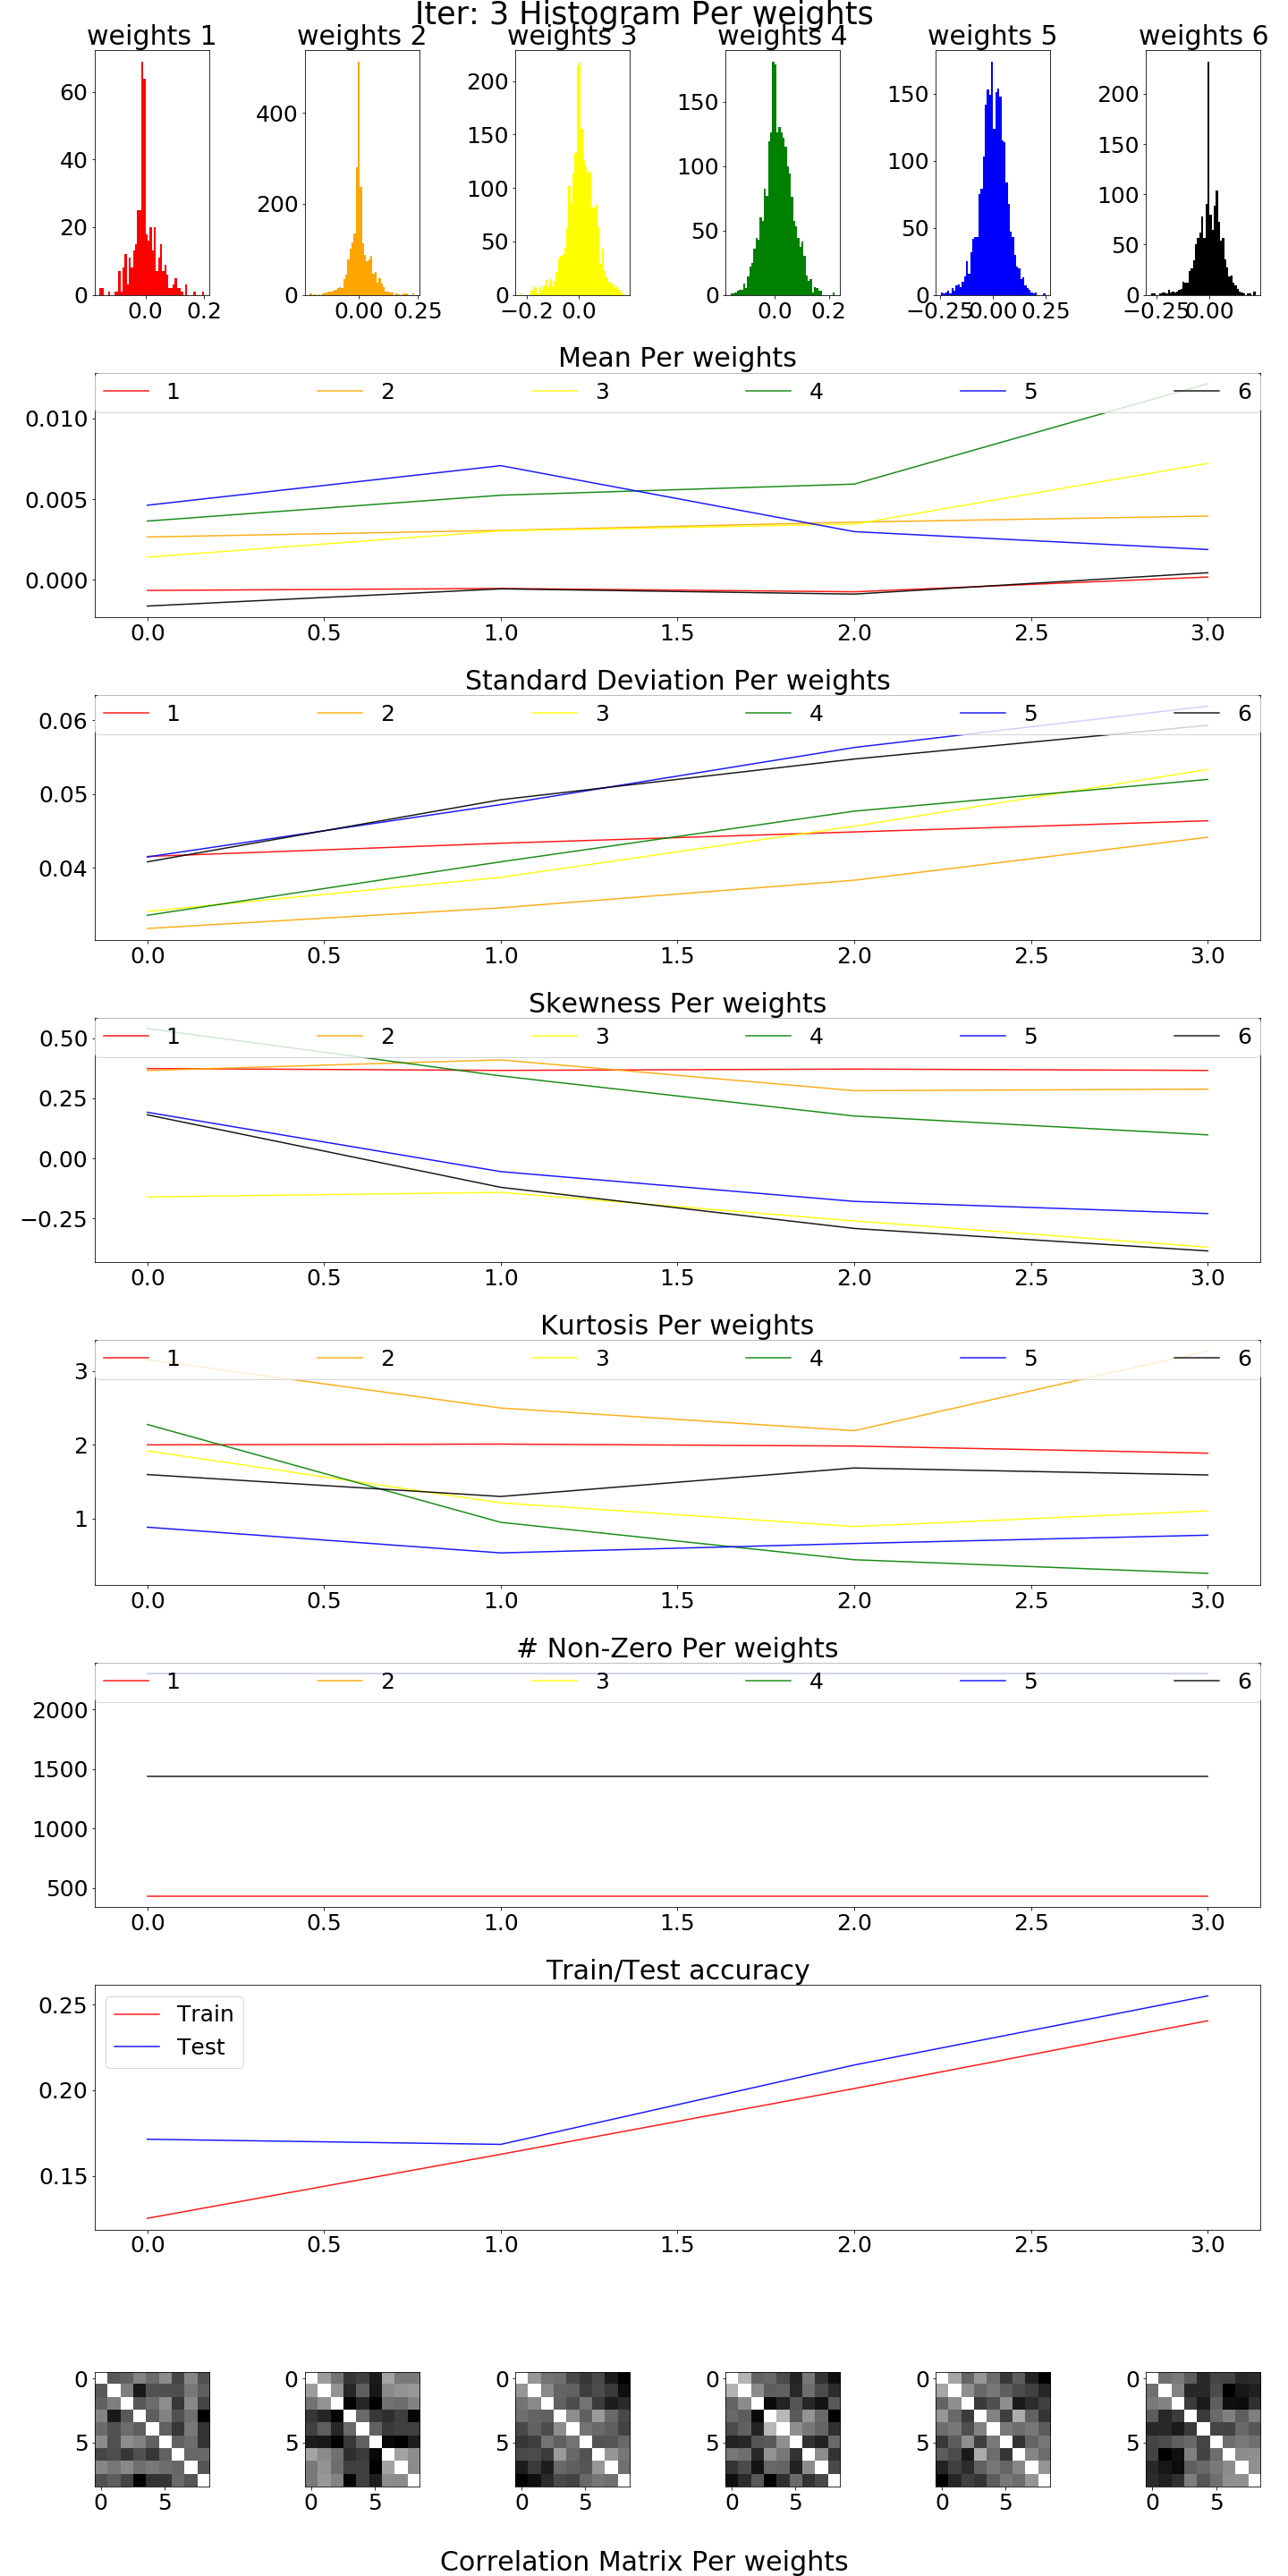 Iter: 3 Histogram Per weights
weights 1 weights 2 weights 3 weights 4 weights 5 weights 6
60 40 20 0
400 200 0
200 150 100 50 0
150 100 50 0
150 100 50 0
200 150 100 50 0
0.0 0.2 0.00 0.25 −0.2 0.0 0.0 0.2 −0.25 0.00 0.25 −0.25 0.00
Mean Per weights
1 2 3 4 5 6
0.010
0.005
0.000
0.0 0.5 1.0 1.5 2.0 2.5 3.0
Standard Deviation Per weights
1 2 3 4 5 6
0.06
0.05
0.04
0.0 0.5 1.0 1.5 2.0 2.5 3.0
Skewness Per weights
1 2 3 4 5 6
0.50
0.25
0.00
−0.25
0.0 0.5 1.0 1.5 2.0 2.5 3.0
Kurtosis Per weights
1 2 3 4 5 6
3
2
1
0.0 0.5 1.0 1.5 2.0 2.5 3.0
# Non-Zero Per weights
1 2 3 4 5 6
2000
1500
1000
500
0.0 0.5 1.0 1.5 2.0 2.5 3.0
Train/Test accuracy
Train
Test
0.25
0.20
0.15
0.0 0.5 1.0 1.5 2.0 2.5 3.0
0 0 0 0 0 0
5 5 5 5 5 5
0 5 0 5 0 5 0 5 0 5 0 5
Correlation Matrix Per weights